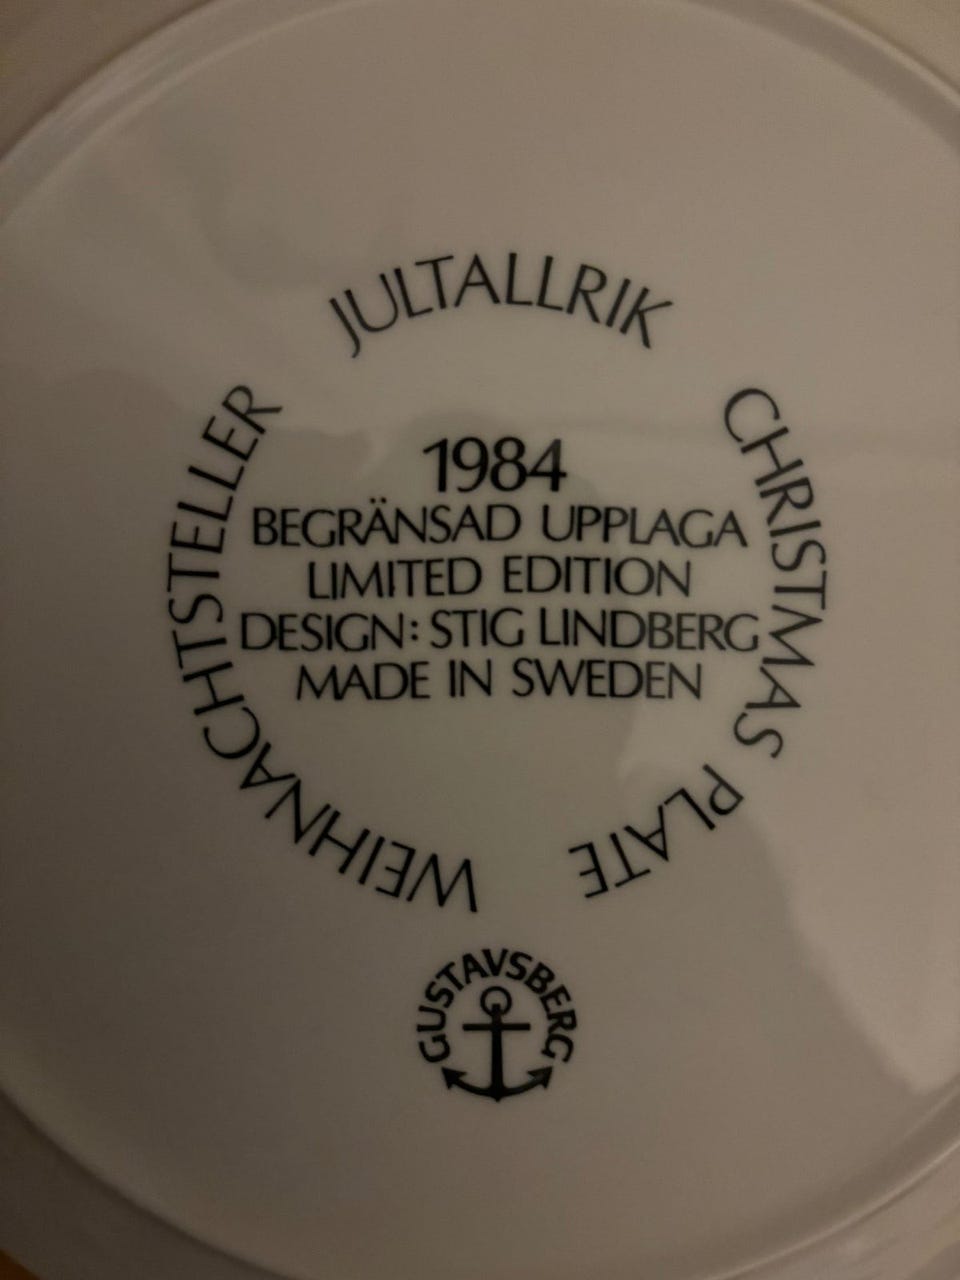 JULTALLRIK
CHRISTMAS PLATE
WEIHNACHTSTELLER
1984
BEGRÄNSAD UPPLAGA
LIMITED EDITION
DESIGN: STIG LINDBERG
MADE IN SWEDEN
GUSTAVSBERG